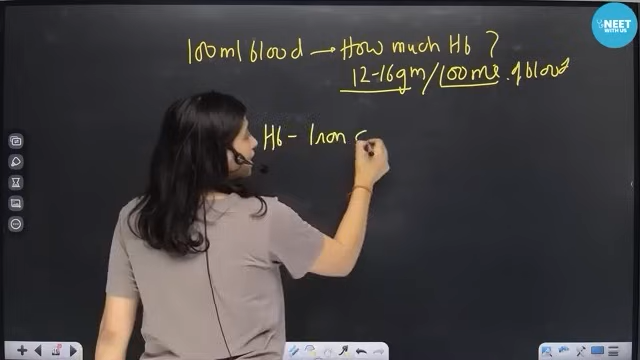 NEET
WITH US
100ml blood → How much Hb ?
12-16gm/100ml. of blood
Hb - Iron c